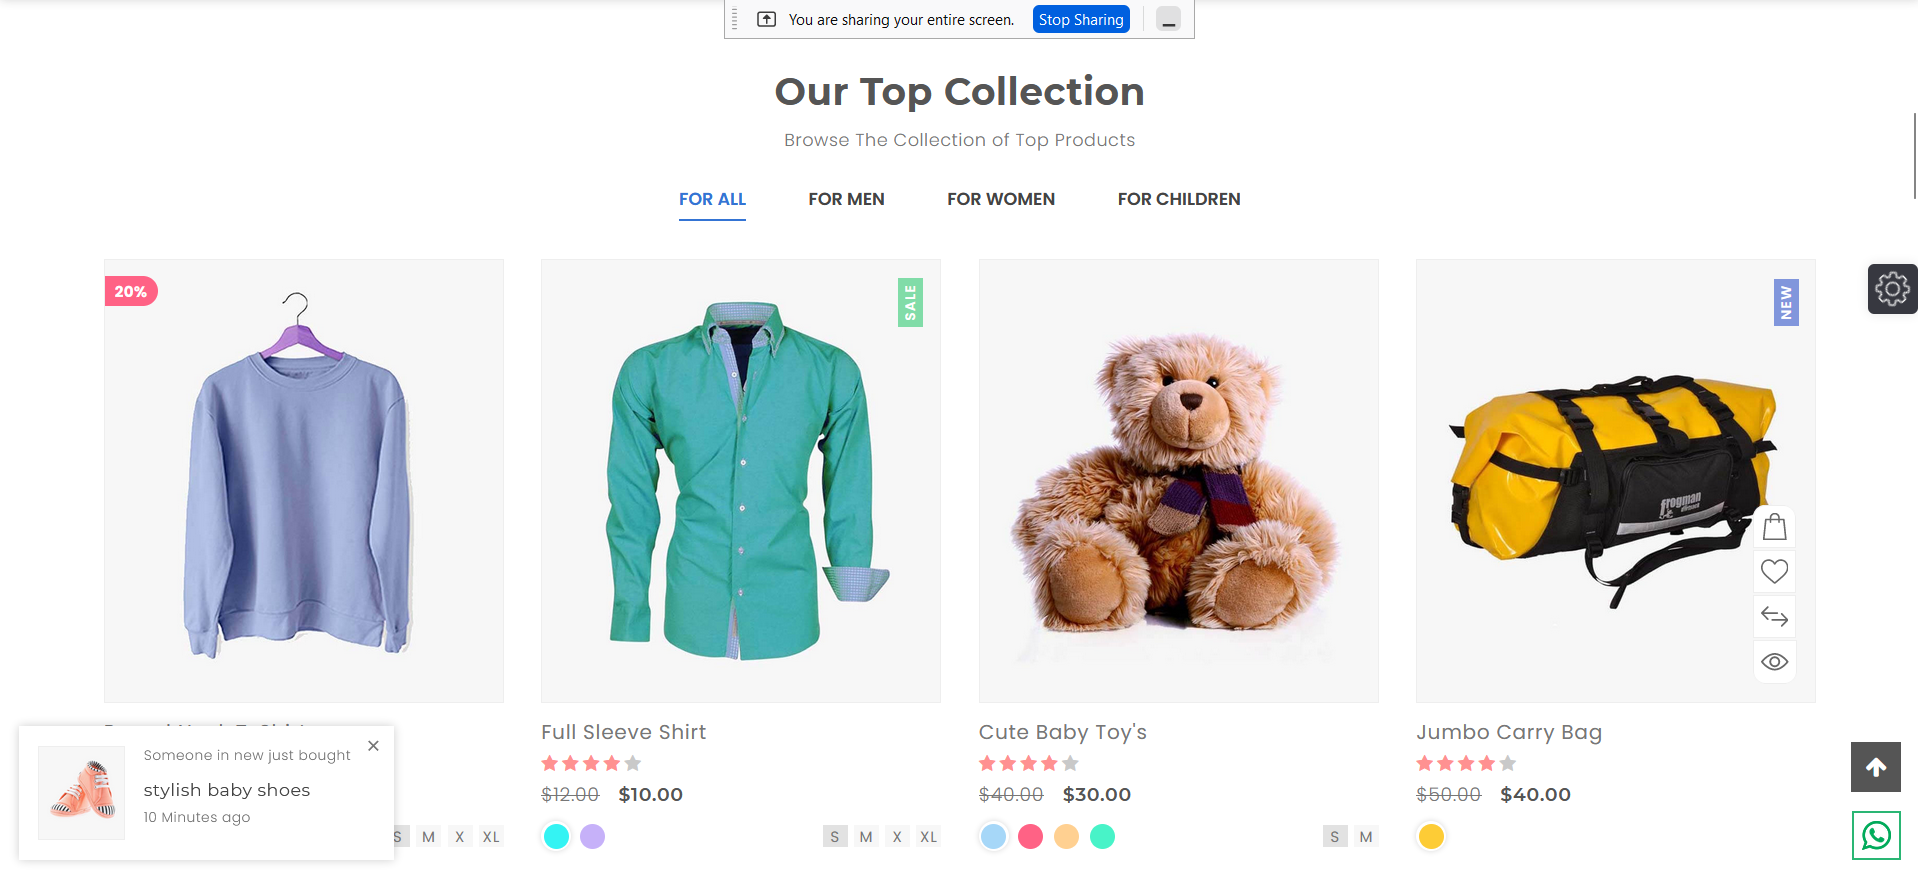 You are sharing your entire screen.
Stop Sharing
Our Top Collection
Browse The Collection of Top Products
FOR ALL
FOR MEN
FOR WOMEN
FOR CHILDREN
20%
SALE
NEW
frogman
Full Sleeve Shirt
Cute Baby Toy's
Jumbo Carry Bag
$12.00 $10.00
$40.00 $30.00
$50.00 $40.00
Someone in new just bought
stylish baby shoes
10 Minutes ago
S M X XL
S M X XL
S M